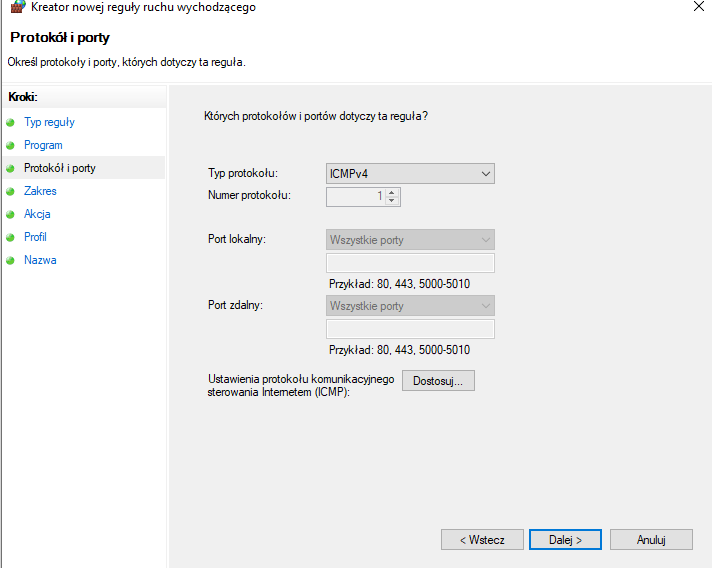 Kreator nowej reguły ruchu wychodzącego
Protokół i porty
Określ protokoły i porty, których dotyczy ta reguła.
Kroki:
Typ reguły
Program
Protokół i porty
Zakres
Akcja
Profil
Nazwa
Których protokołów i portów dotyczy ta reguła?
Typ protokołu: ICMPv4
Numer protokołu: 1
Port lokalny: Wszystkie porty
Przykład: 80, 443, 5000-5010
Port zdalny: Wszystkie porty
Przykład: 80, 443, 5000-5010
Ustawienia protokołu komunikacyjnego
sterowania Internetem (ICMP):
Dostosuj...
< Wstecz Dalej > Anuluj